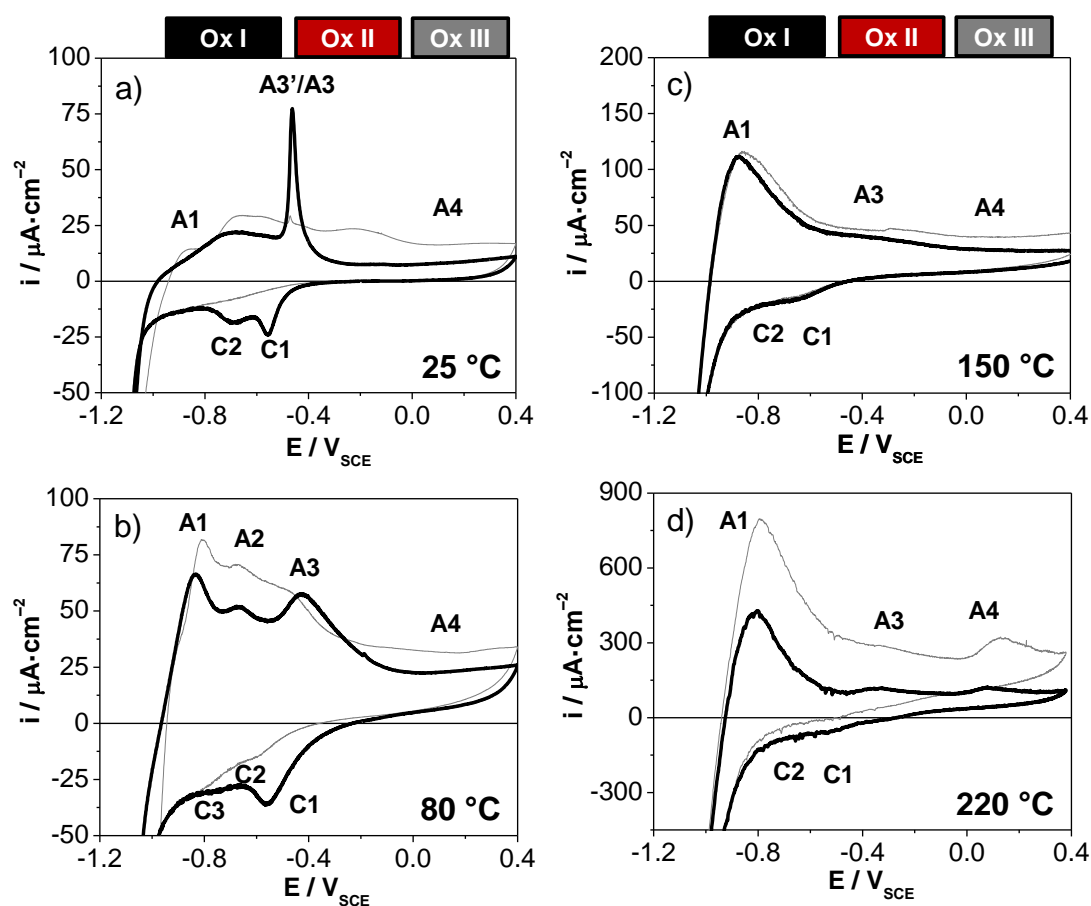 Ox I Ox II Ox III
Ox I Ox II Ox III
a)
A3'/A3
A1
A4
C2
C1
25 °C
100
75
50
25
0
-25
-50
-1.2 -0.8 -0.4 0.0 0.4
i / µA·cm⁻²
E / V_SCE
c)
A1
A3
A4
C2
C1
150 °C
200
150
100
50
0
-50
-100
-1.2 -0.8 -0.4 0.0 0.4
i / µA·cm⁻²
E / V_SCE
b)
A1
A2
A3
A4
C2
C3
C1
80 °C
100
75
50
25
0
-25
-50
-1.2 -0.8 -0.4 0.0 0.4
i / µA·cm⁻²
E / V_SCE
d)
A1
A3
A4
C2
C1
220 °C
900
600
300
0
-300
-1.2 -0.8 -0.4 0.0 0.4
i / µA·cm⁻²
E / V_SCE